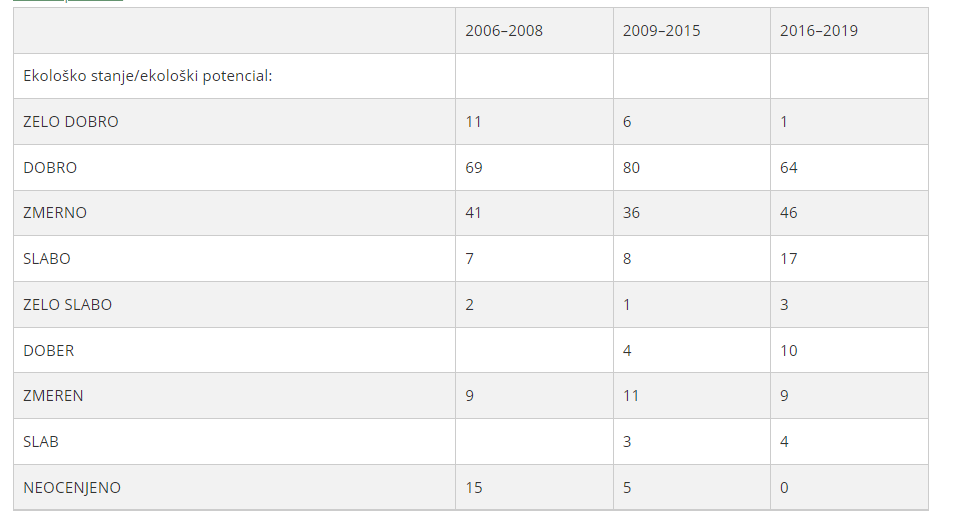 2006–2008 2009–2015 2016–2019
Ekološko stanje/ekološki potencial:
ZELO DOBRO 11 6 1
DOBRO 69 80 64
ZMERNO 41 36 46
SLABO 7 8 17
ZELO SLABO 2 1 3
DOBER 4 10
ZMEREN 9 11 9
SLAB 3 4
NEOCENJENO 15 5 0